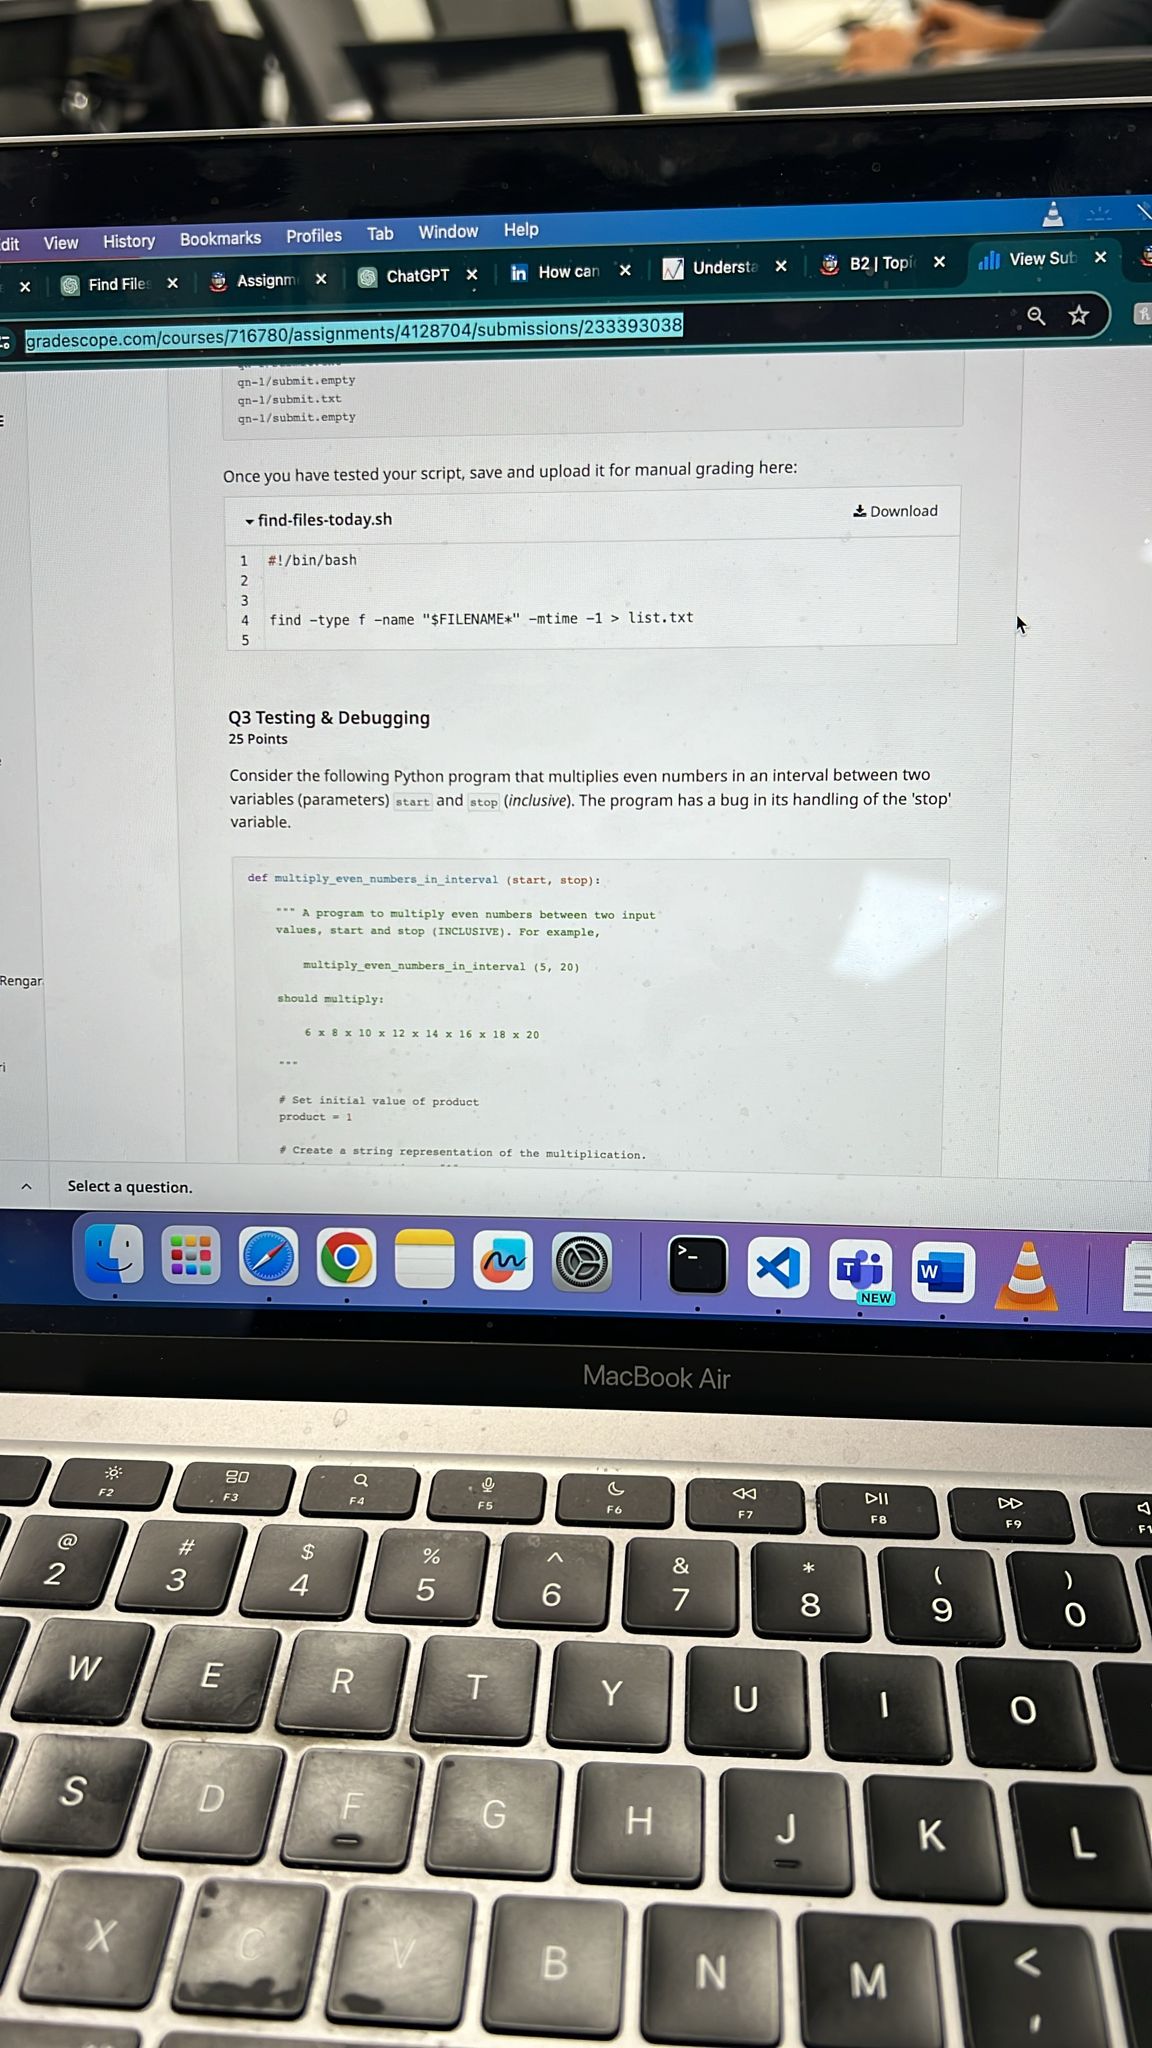 dit View History Bookmarks Profiles Tab Window Help
Find File Assignm ChatGPT How can Underst B2 | Topi View Sub
gradescope.com/courses/716780/assignments/4128704/submissions/233393038
qn-1/submit.empty
qn-1/submit.txt
qn-1/submit.empty
Once you have tested your script, save and upload it for manual grading here:
find-files-today.sh Download
1 #!/bin/bash
2
3
4 find -type f -name "$FILENAME*" -mtime -1 > list.txt
5
Q3 Testing & Debugging
25 Points
Consider the following Python program that multiplies even numbers in an interval between two
variables (parameters) start and stop (inclusive). The program has a bug in its handling of the 'stop'
variable.
def multiply_even_numbers_in_interval (start, stop):
""" A program to multiply even numbers between two input
values, start and stop (INCLUSIVE). For example,
multiply_even_numbers_in_interval (5, 20)
Rengar
should multiply:
6 x 8 x 10 x 12 x 14 x 16 x 18 x 20
"""
# Set initial value of product
product = 1
# Create a string representation of the multiplication.
Select a question.
>_ T NEW W
MacBook Air
F2 F3 F4 F5 F6 F7 F8 F9 F1
@ # $ % ^ & * ( )
2 3 4 5 6 7 8 9 0
W E R T Y U I O
S D F G H J K L
X C V B N M <
,